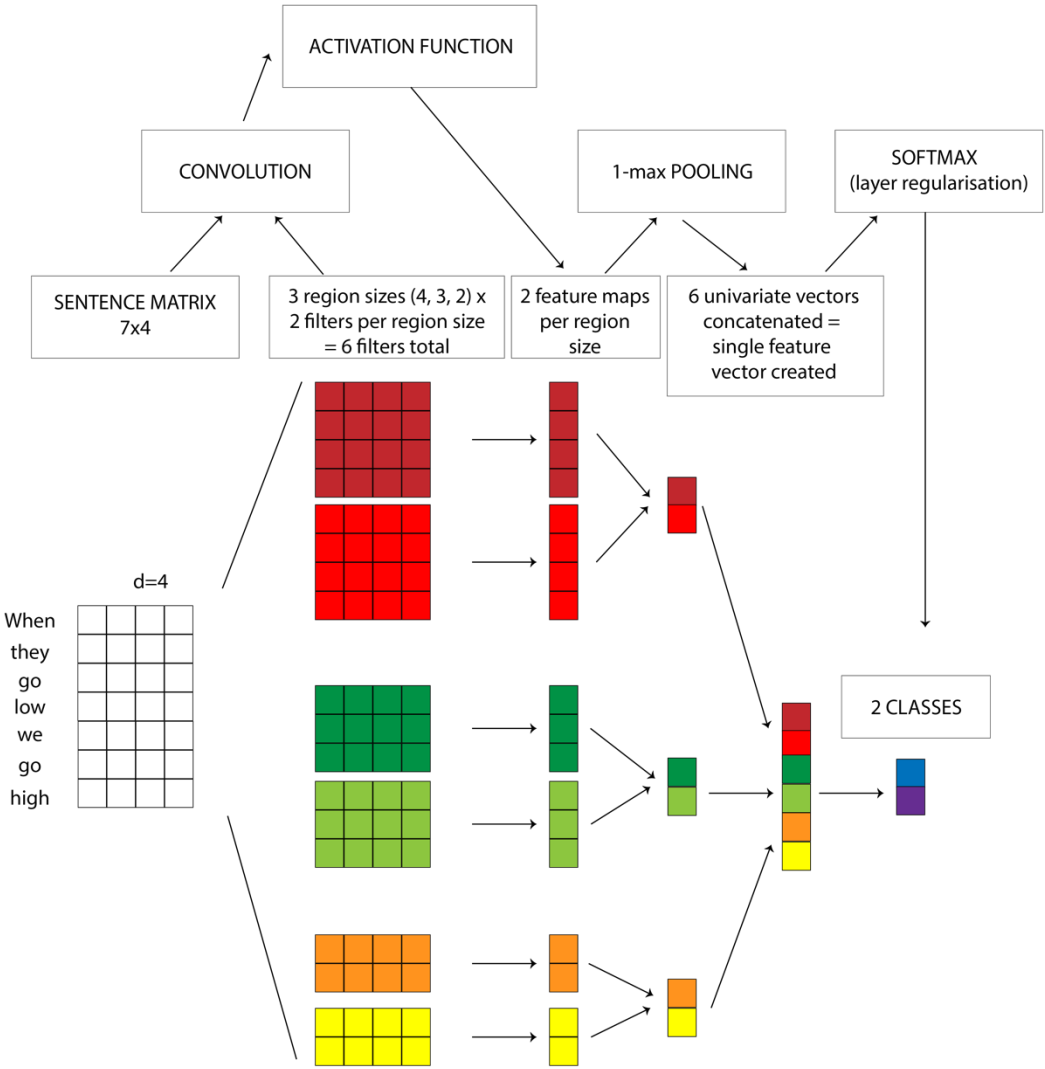 ACTIVATION FUNCTION
CONVOLUTION
1-max POOLING
SOFTMAX
(layer regularisation)
SENTENCE MATRIX
7x4
3 region sizes (4, 3, 2) x
2 filters per region size
= 6 filters total
2 feature maps
per region
size
6 univariate vectors
concatenated =
single feature
vector created
d=4
When
they
go
low
we
go
high
2 CLASSES